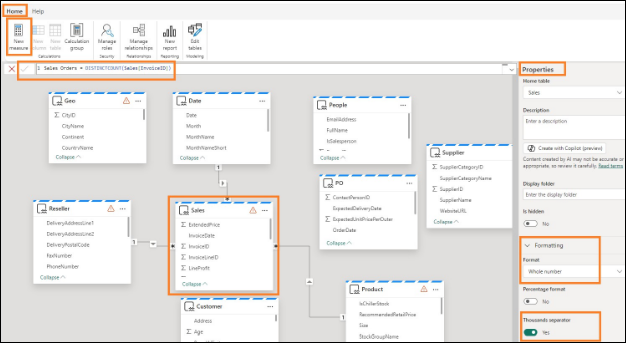 Home Help
New measure
New column
New table
Calculation group
Manage roles
Manage relationships
New report
Edit tables
Calculations
Security
Relationships
Reporting
Modeling
1 Sales Orders = DISTINCTCOUNT(Sales[InvoiceID])
Geo
CityID
CityName
Continent
CountryName
Collapse
Date
Date
Month
MonthName
MonthNameShort
Collapse
People
EmailAddress
FullName
IsSalesperson
Collapse
Supplier
SupplierCategoryID
SupplierCategoryName
SupplierID
SupplierName
WebsiteURL
Collapse
PO
ContactPersonID
ExpectedDeliveryDate
ExpectedUnitPricePerOuter
OrderDate
Collapse
Reseller
DeliveryAddressLine1
DeliveryAddressLine2
DeliveryPostalCode
FaxNumber
PhoneNumber
Collapse
Sales
ExtendedPrice
InvoiceDate
InvoiceID
InvoiceLineID
LineProfit
Collapse
Customer
Address
Age
Product
IsChillerStock
RecommendedRetailPrice
Size
StockGroupName
1
1
1
Properties
Home table
Sales
Description
Enter a description
Create with Copilot (preview)
Content created by AI may not be accurate or
appropriate, so review it carefully. Read terms
Display folder
Enter the display folder
Is hidden
No
Formatting
Format
Whole number
Percentage format
No
Thousands separator
Yes